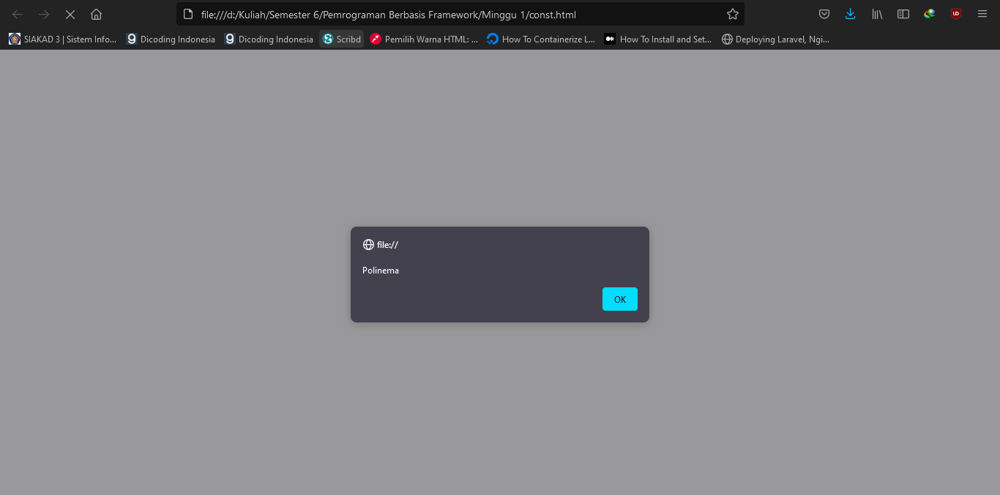 file:///d:/Kuliah/Semester 6/Pemrograman Berbasis Framework/Minggu 1/const.html
SIAKAD 3 | Sistem Info... Dicoding Indonesia Dicoding Indonesia Scribd Pemilih Warna HTML: ... How To Containerize L... How To Install and Set... Deploying Laravel, Ngi...
file://
Polinema
OK